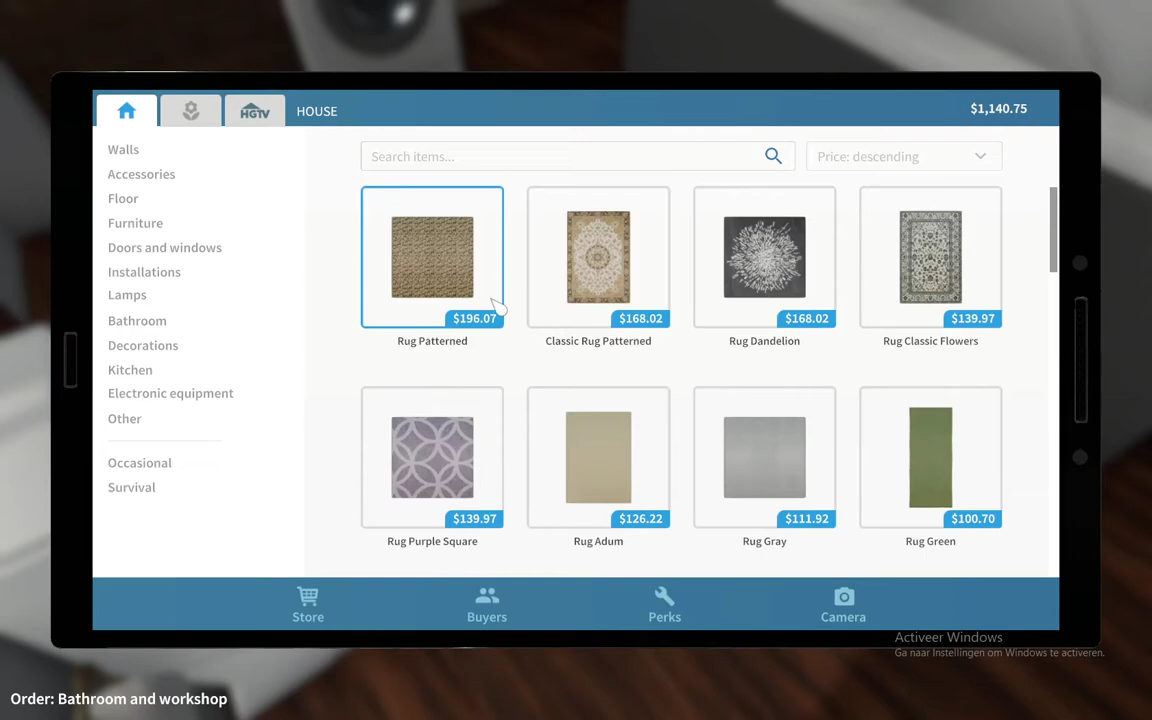 HGTV
HOUSE
$1,140.75
Walls
Accessories
Floor
Furniture
Doors and windows
Installations
Lamps
Bathroom
Decorations
Kitchen
Electronic equipment
Other
Occasional
Survival
Search items...
Price: descending
$196.07
$168.02
$168.02
$139.97
Rug Patterned
Classic Rug Patterned
Rug Dandelion
Rug Classic Flowers
$139.97
$126.22
$111.92
$100.70
Rug Purple Square
Rug Adum
Rug Gray
Rug Green
Store
Buyers
Perks
Camera
Activeer Windows
Ga naar Instellingen om Windows te activeren.
Order: Bathroom and workshop